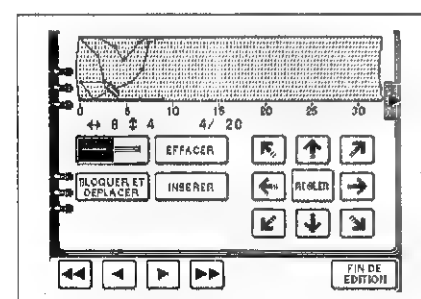 0 5 10 15 20 25 30
8 4 4/ 20
EFFACER
BLOQUER ET
DEPLACER
INSERER
REGLER
FIN DE
EDITION